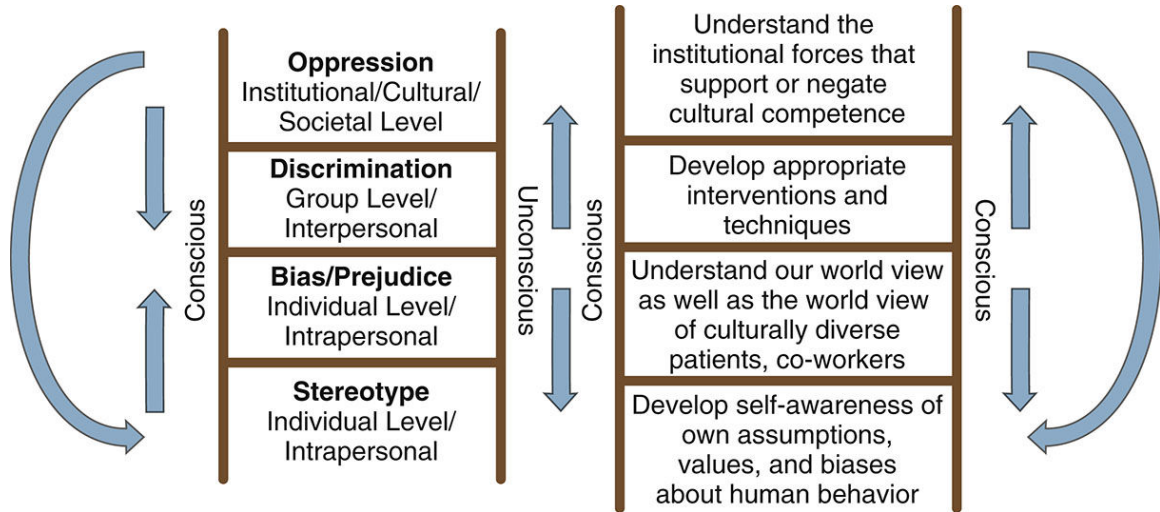 Oppression
Institutional/Cultural/
Societal Level
Discrimination
Group Level/
Interpersonal
Bias/Prejudice
Individual Level/
Intrapersonal
Stereotype
Individual Level/
Intrapersonal
Conscious
Unconscious
Conscious
Understand the
institutional forces that
support or negate
cultural competence
Develop appropriate
interventions and
techniques
Understand our world view
as well as the world view
of culturally diverse
patients, co-workers
Develop self-awareness of
own assumptions,
values, and biases
about human behavior
Conscious